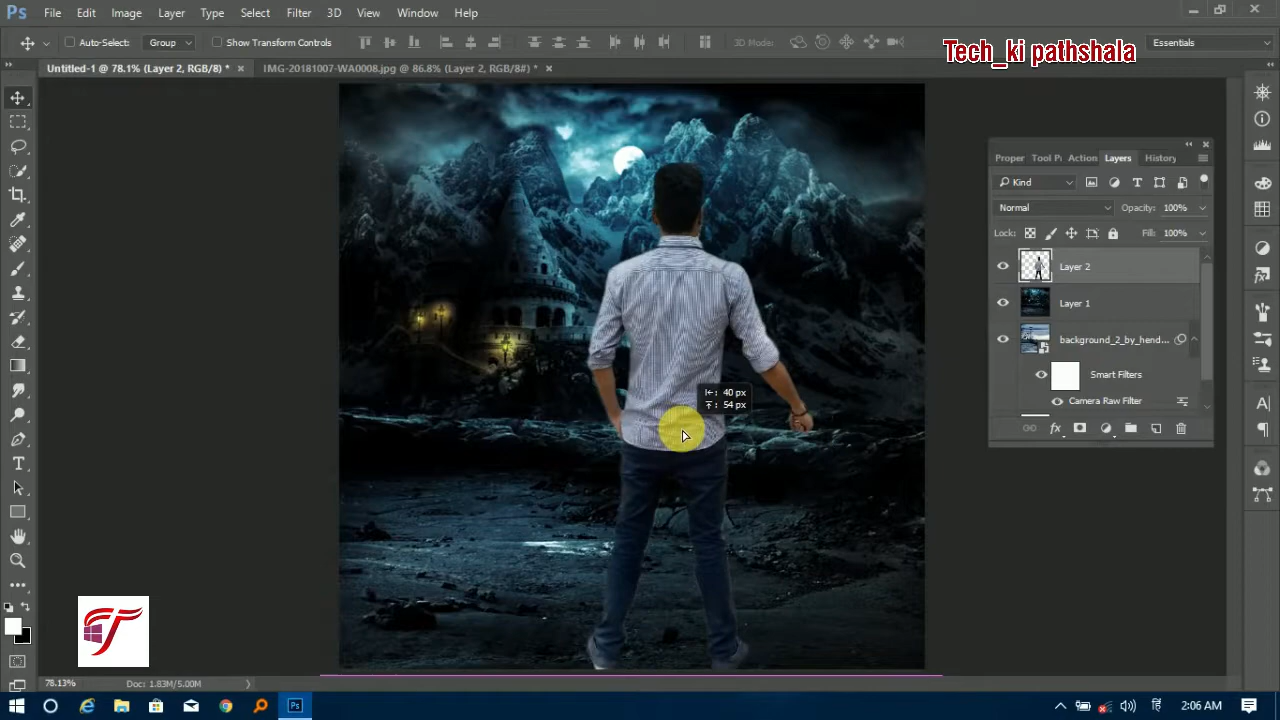 Ps File Edit Image Layer Type Select Filter 3D View Window Help
Auto-Select: Group Show Transform Controls 3D Mode: Essentials
Tech_ki pathshala
Untitled-1 @ 78.1% (Layer 2, RGB/8) * × IMG-20181007-WA0008.jpg @ 86.8% (Layer 2, RGB/8#) * ×
Proper Tool P Action Layers History
Kind
Normal Opacity: 100%
Lock: Fill: 100%
Layer 2
Layer 1
background_2_by_hend...
Smart Filters
Camera Raw Filter
fx
40 px
54 px
78.13% Doc: 1.83M/5.00M
Ps हि 2:06 AM